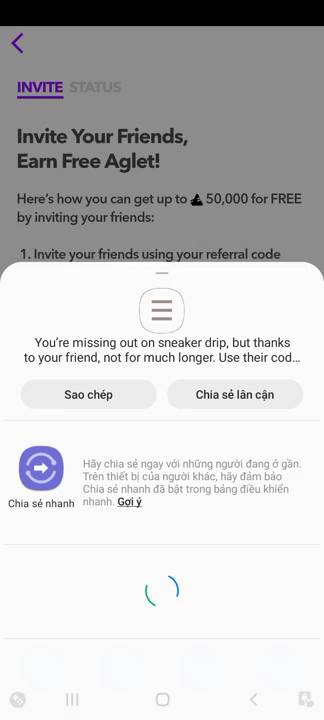 INVITE STATUS
Invite Your Friends,
Earn Free Aglet!
Here's how you can get up to 50,000 for FREE
by inviting your friends:
1. Invite your friends using your referral code
You're missing out on sneaker drip, but thanks
to your friend, not for much longer. Use their cod...
Sao chép
Chia sẻ lân cận
Chia sẻ nhanh
Hãy chia sẻ ngay với những người đang ở gần.
Trên thiết bị của người khác, hãy đảm bảo
Chia sẻ nhanh đã bật trong bảng điều khiển
nhanh. Gợi ý